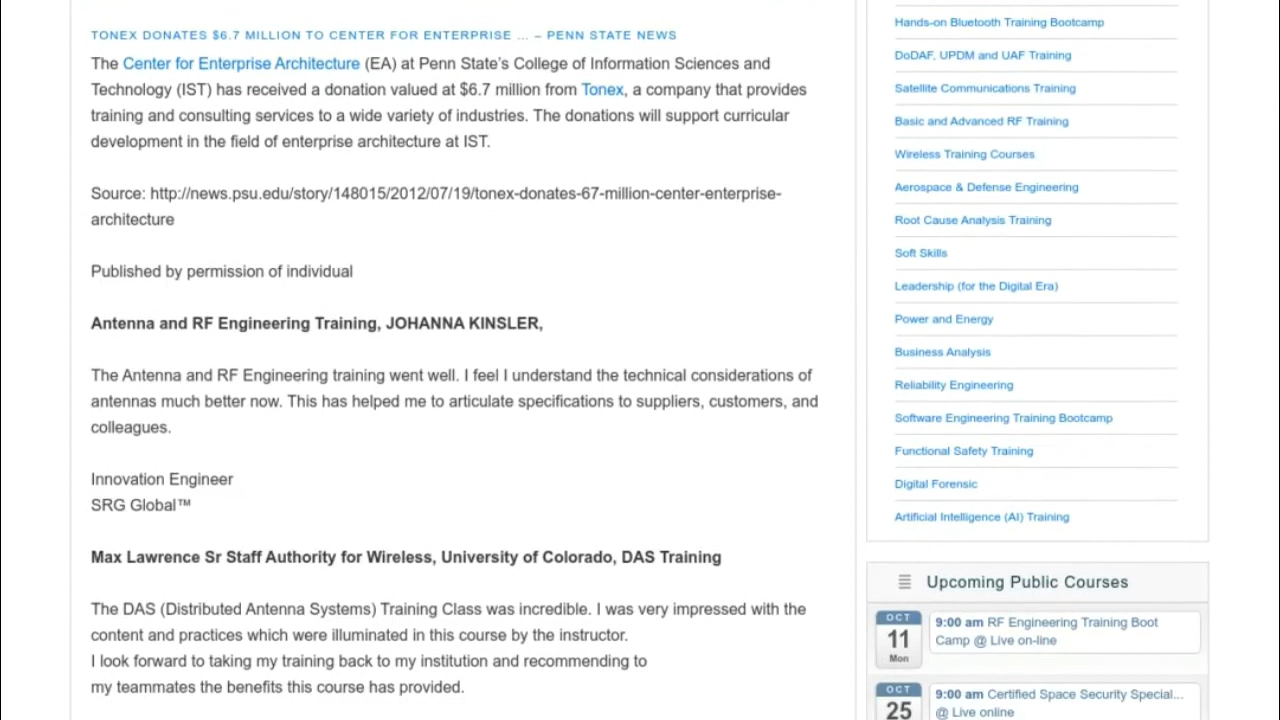 TONEX DONATES $6.7 MILLION TO CENTER FOR ENTERPRISE ... – PENN STATE NEWS
The Center for Enterprise Architecture (EA) at Penn State's College of Information Sciences and
Technology (IST) has received a donation valued at $6.7 million from Tonex, a company that provides
training and consulting services to a wide variety of industries. The donations will support curricular
development in the field of enterprise architecture at IST.
Source: http://news.psu.edu/story/148015/2012/07/19/tonex-donates-67-million-center-enterprise-
architecture
Published by permission of individual
Antenna and RF Engineering Training, JOHANNA KINSLER,
The Antenna and RF Engineering training went well. I feel I understand the technical considerations of
antennas much better now. This has helped me to articulate specifications to suppliers, customers, and
colleagues.
Innovation Engineer
SRG Global™
Max Lawrence Sr Staff Authority for Wireless, University of Colorado, DAS Training
The DAS (Distributed Antenna Systems) Training Class was incredible. I was very impressed with the
content and practices which were illuminated in this course by the instructor.
I look forward to taking my training back to my institution and recommending to
my teammates the benefits this course has provided.
Hands-on Bluetooth Training Bootcamp
DoDAF, UPDM and UAF Training
Satellite Communications Training
Basic and Advanced RF Training
Wireless Training Courses
Aerospace & Defense Engineering
Root Cause Analysis Training
Soft Skills
Leadership (for the Digital Era)
Power and Energy
Business Analysis
Reliability Engineering
Software Engineering Training Bootcamp
Functional Safety Training
Digital Forensic
Artificial Intelligence (AI) Training
Upcoming Public Courses
OCT
11
Mon
9:00 am RF Engineering Training Boot
Camp @ Live on-line
OCT
25
9:00 am Certified Space Security Special...
@ Live online